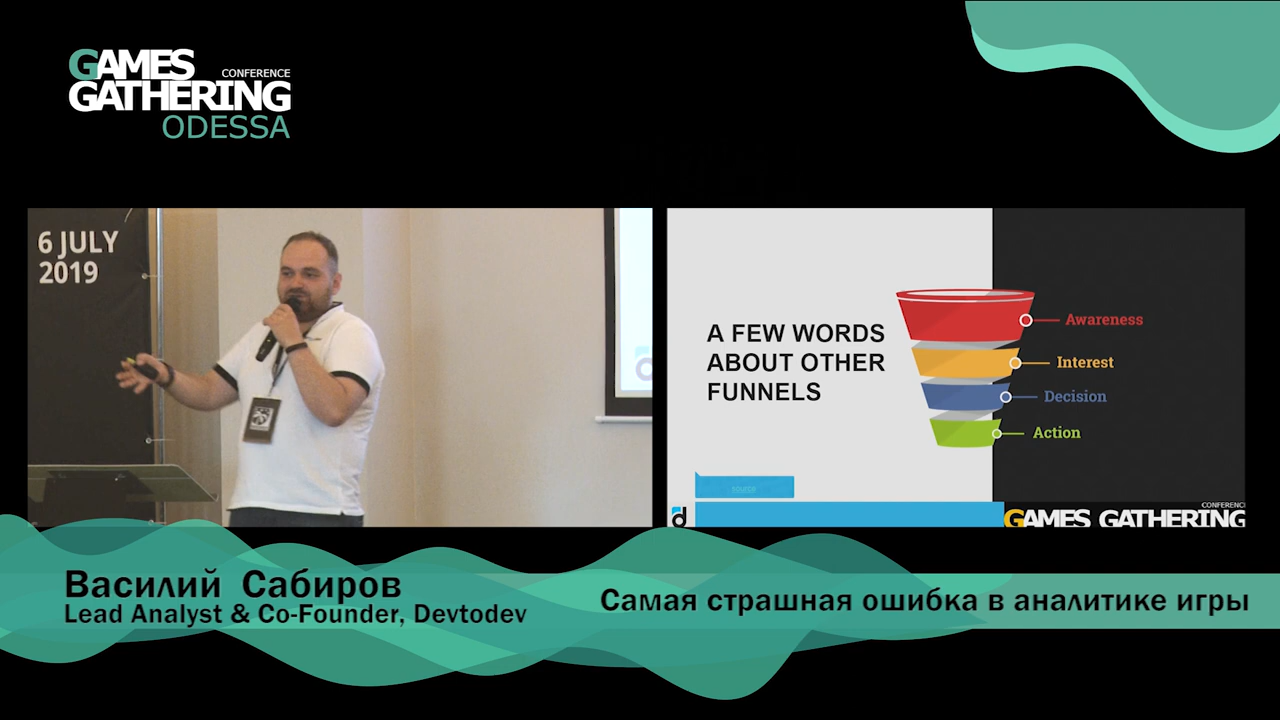 GAMES
CONFERENCE
GATHERING
ODESSA
6 JULY
2019
A FEW WORDS
ABOUT OTHER
FUNNELS
Awareness
Interest
Decision
Action
d
CONFERENC
GAMES GATHERING
Василий Сабиров
Lead Analyst & Co-Founder, Devtodev
Самая страшная ошибка в аналитике игры